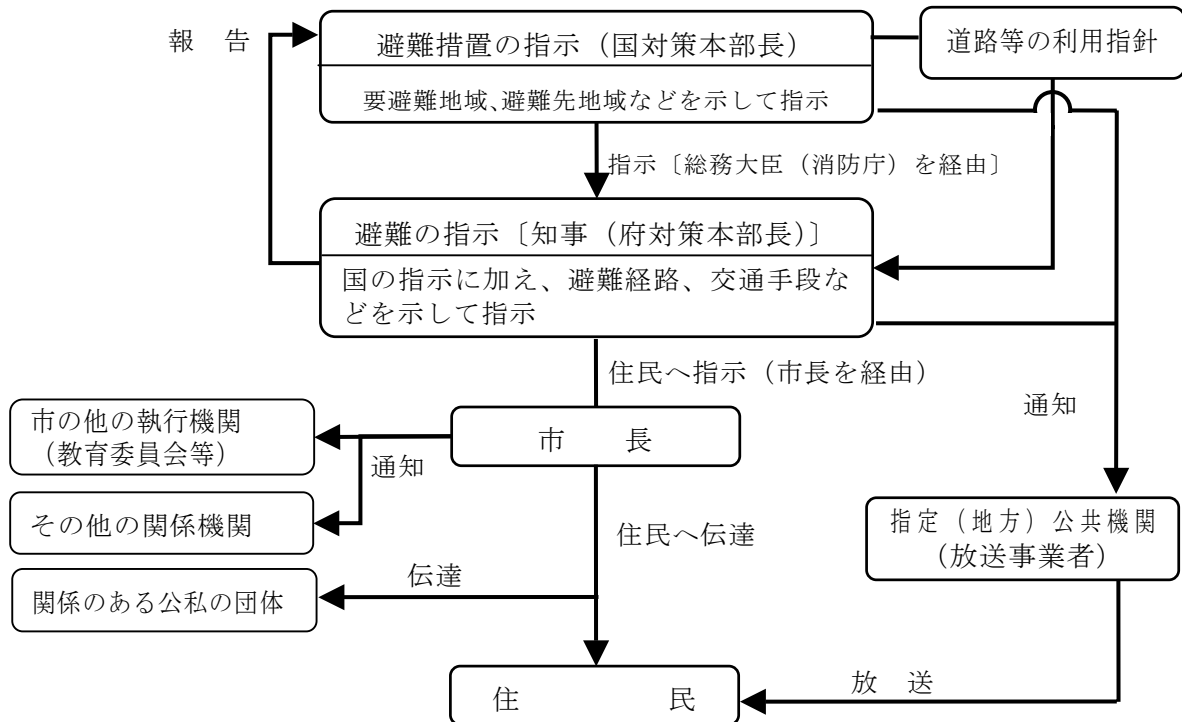 報　告
避難措置の指示（国対策本部長）
道路等の利用指針
要避難地域、避難先地域などを示して指示
指示〔総務大臣（消防庁）を経由〕
避難の指示〔知事（府対策本部長）〕
国の指示に加え、避難経路、交通手段な
どを示して指示
住民へ指示（市長を経由）
通知
市の他の執行機関
（教育委員会等）
市　　長
通知
その他の関係機関
住民へ伝達
指定（地方）公共機関
（放送事業者）
関係のある公私の団体
伝達
住　　　民
放　送